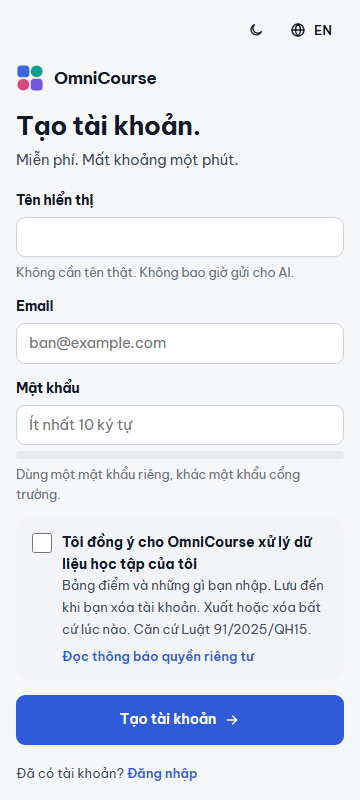 EN
OmniCourse
Tạo tài khoản.
Miễn phí. Mất khoảng một phút.
Tên hiển thị
Không cần tên thật. Không bao giờ gửi cho AI.
Email
ban@example.com
Mật khẩu
Ít nhất 10 ký tự
Dùng một mật khẩu riêng, khác mật khẩu cổng
trường.
Tôi đồng ý cho OmniCourse xử lý dữ
liệu học tập của tôi
Bảng điểm và những gì bạn nhập. Lưu đến
khi bạn xóa tài khoản. Xuất hoặc xóa bất
cứ lúc nào. Căn cứ Luật 91/2025/QH15.
Đọc thông báo quyền riêng tư
Tạo tài khoản →
Đã có tài khoản? Đăng nhập